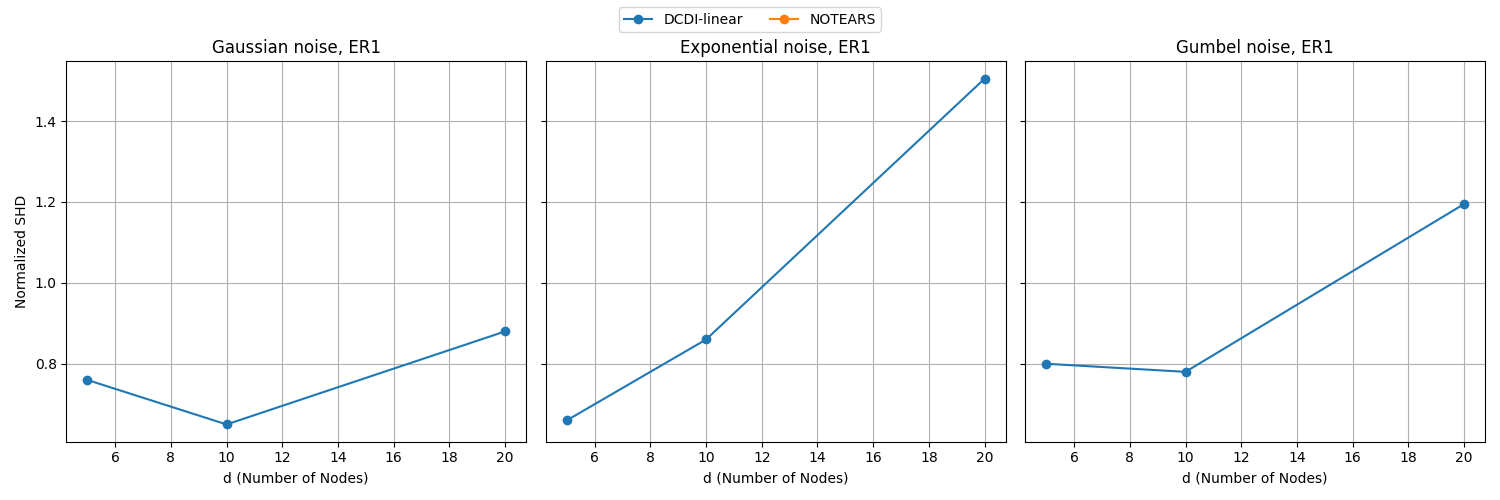 DCDI-linear NOTEARS
Gaussian noise, ER1 Exponential noise, ER1 Gumbel noise, ER1
Normalized SHD
1.4
1.2
1.0
0.8
6 8 10 12 14 16 18 20 6 8 10 12 14 16 18 20 6 8 10 12 14 16 18 20
d (Number of Nodes) d (Number of Nodes) d (Number of Nodes)